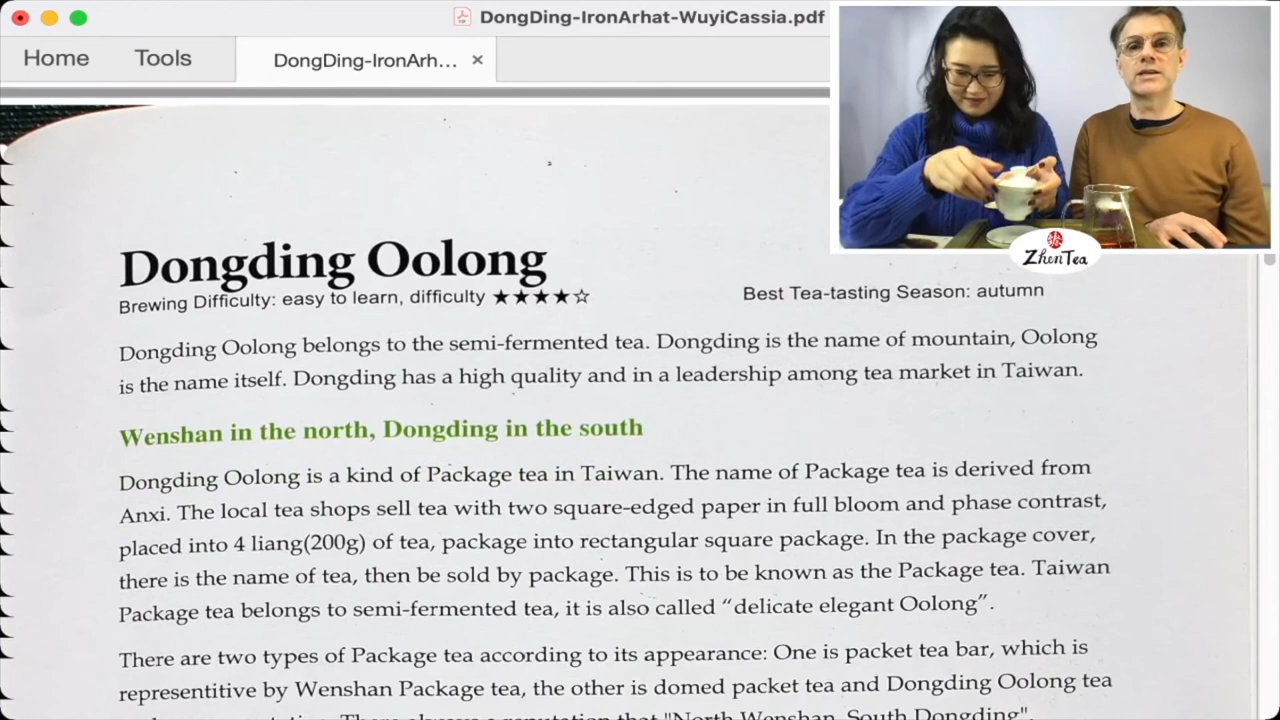 DongDing-IronArhat-WuyiCassia.pdf
Home Tools DongDing-IronArh... ×
ZhenTea
Dongding Oolong
Brewing Difficulty: easy to learn, difficulty ★★★★☆ Best Tea-tasting Season: autumn
Dongding Oolong belongs to the semi-fermented tea. Dongding is the name of mountain, Oolong
is the name itself. Dongding has a high quality and in a leadership among tea market in Taiwan.
Wenshan in the north, Dongding in the south
Dongding Oolong is a kind of Package tea in Taiwan. The name of Package tea is derived from
Anxi. The local tea shops sell tea with two square-edged paper in full bloom and phase contrast,
placed into 4 liang(200g) of tea, package into rectangular square package. In the package cover,
there is the name of tea, then be sold by package. This is to be known as the Package tea. Taiwan
Package tea belongs to semi-fermented tea, it is also called “delicate elegant Oolong”.
There are two types of Package tea according to its appearance: One is packet tea bar, which is
representitive by Wenshan Package tea, the other is domed packet tea and Dongding Oolong tea
"North Wenshan, South Dongding".